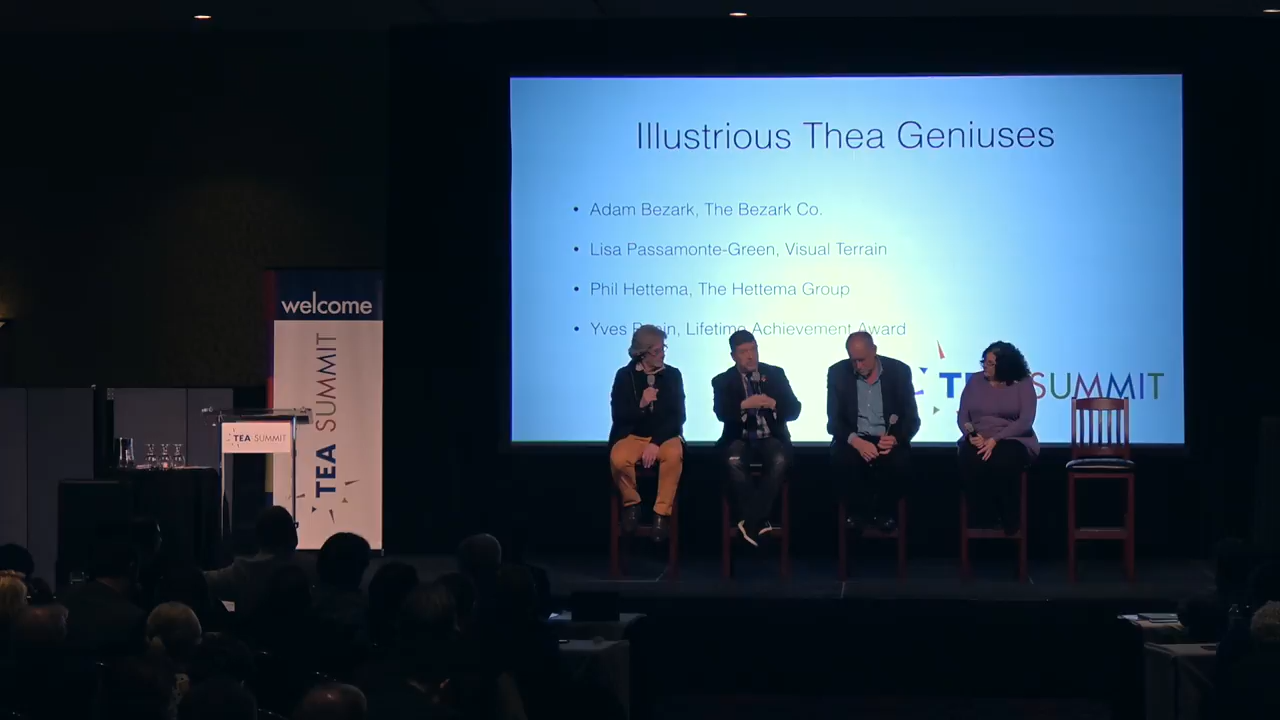 Illustrious Thea Geniuses
• Adam Bezark, The Bezark Co.
• Lisa Passamonte-Green, Visual Terrain
• Phil Hettema, The Hettema Group
• Yves Lifetime Achievement Award
SUMMIT
welcome
TEA SUMMIT
TEA SUMMIT